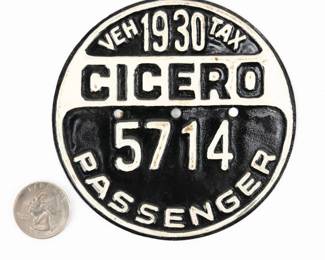 VEH 1930 TAX
CICERO
5714
PASSENGER